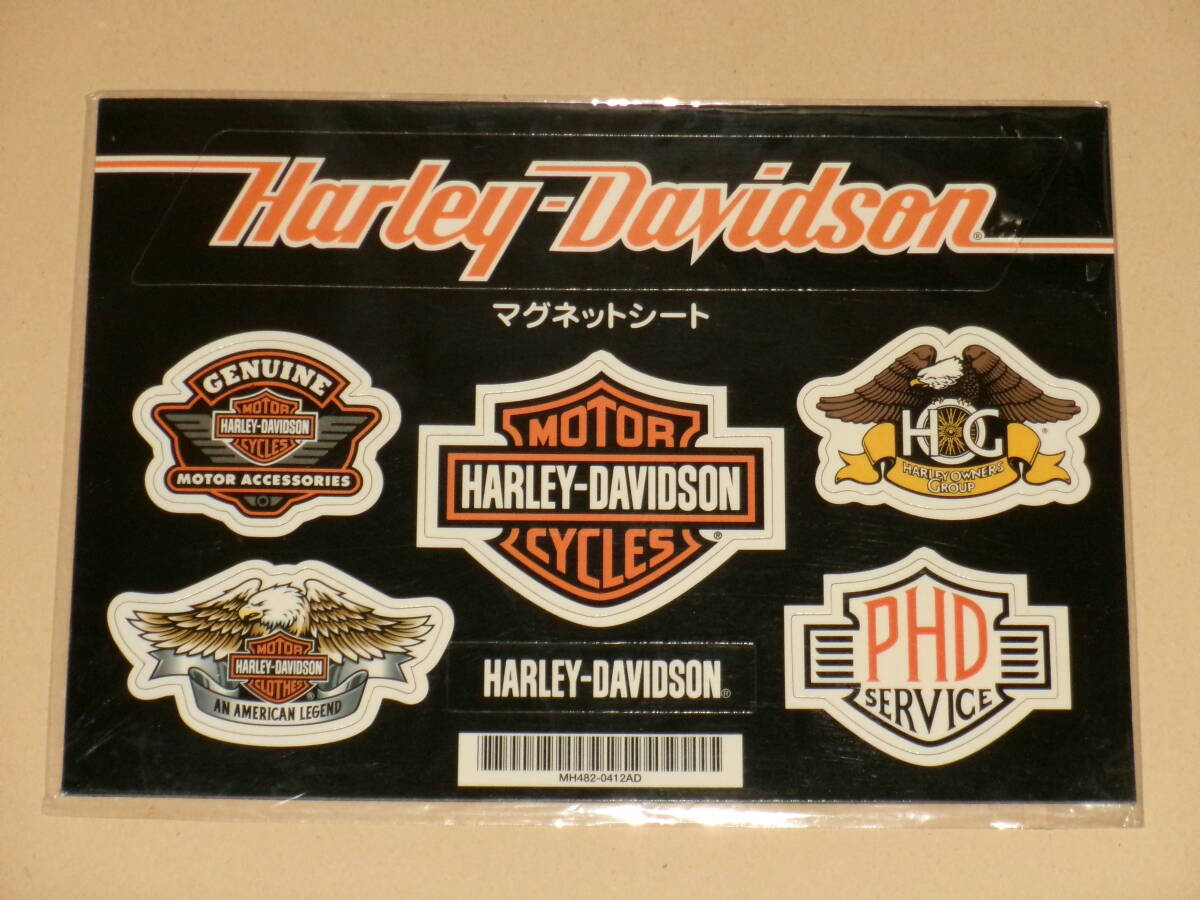 Harley-Davidson®
マグネットシート
GENUINE
MOTOR
HARLEY-DAVIDSON
CYCLES
MOTOR ACCESSORIES
MOTOR
HARLEY-DAVIDSON
CYCLES®
HOG®
HARLEY OWNERS
GROUP
MOTOR
HARLEY-DAVIDSON
CLOTHES®
AN AMERICAN LEGEND
HARLEY-DAVIDSON®
PHD
SERVICE
MH482-0412AD